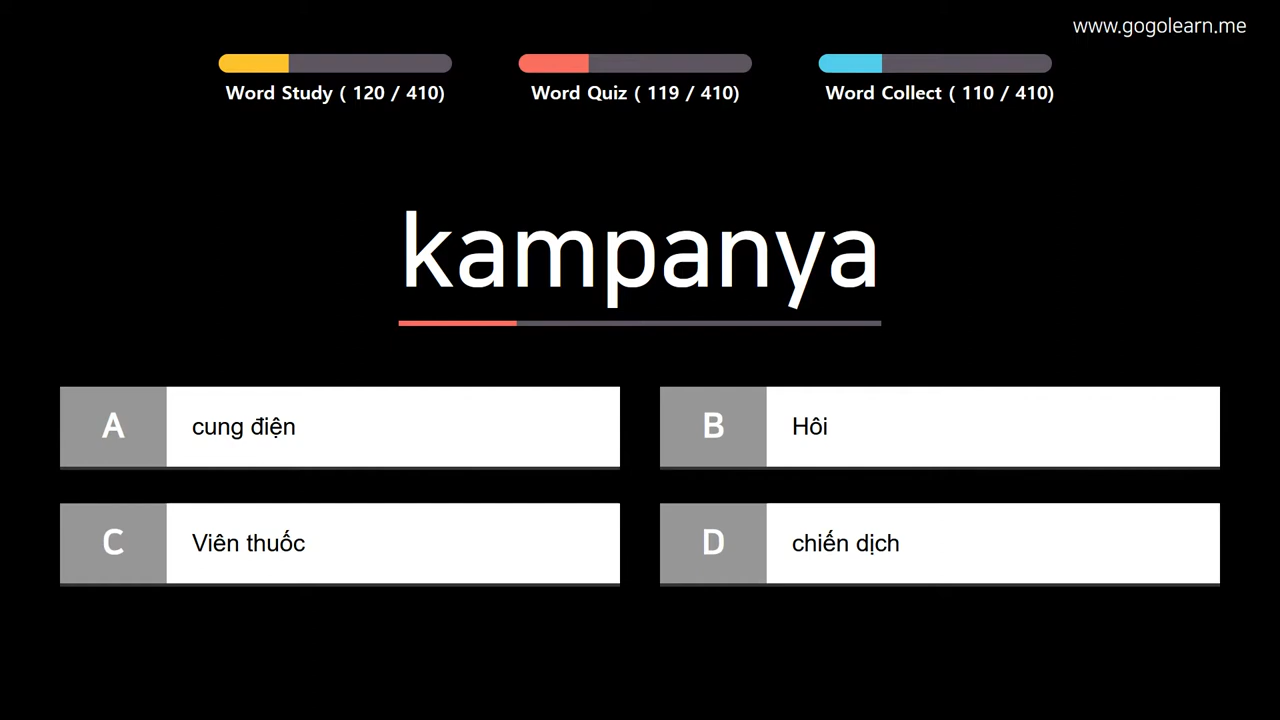 www.gogolearn.me
Word Study ( 120 / 410)
Word Quiz ( 119 / 410)
Word Collect ( 110 / 410)
kampanya
A cung điện
B Hôi
C Viên thuốc
D chiến dịch